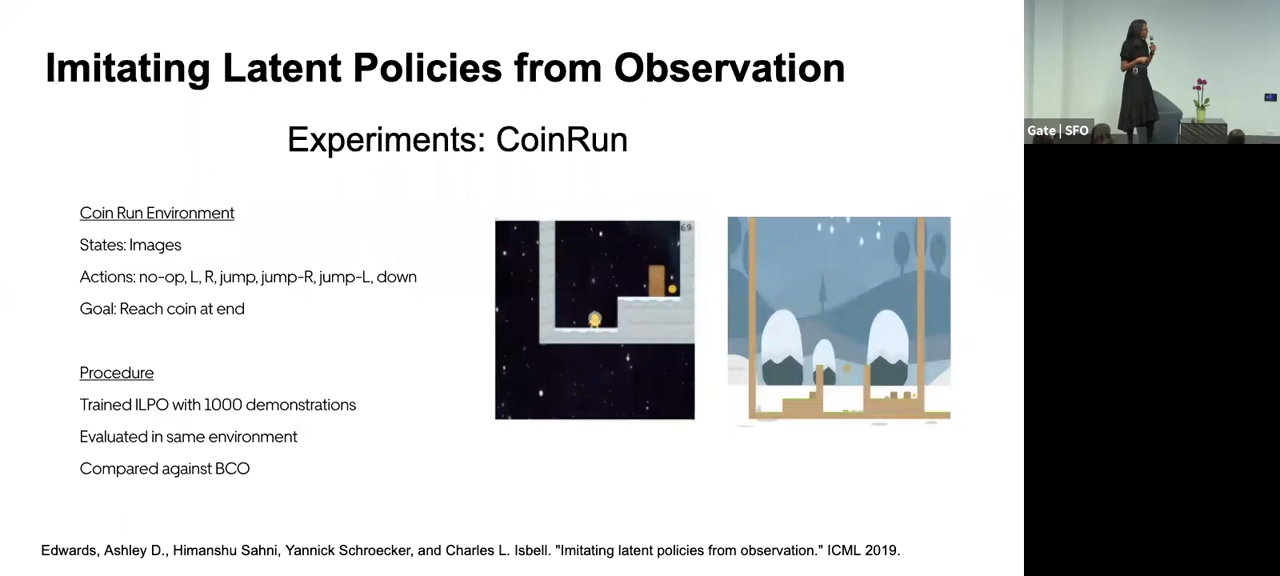 Imitating Latent Policies from Observation
Experiments: CoinRun
Coin Run Environment
States: Images
Actions: no-op, L, R, jump, jump-R, jump-L, down
Goal: Reach coin at end
Procedure
Trained ILPO with 1000 demonstrations
Evaluated in same environment
Compared against BCO
69
Edwards, Ashley D., Himanshu Sahni, Yannick Schroecker, and Charles L. Isbell. "Imitating latent policies from observation." ICML 2019.
Gate | SFO